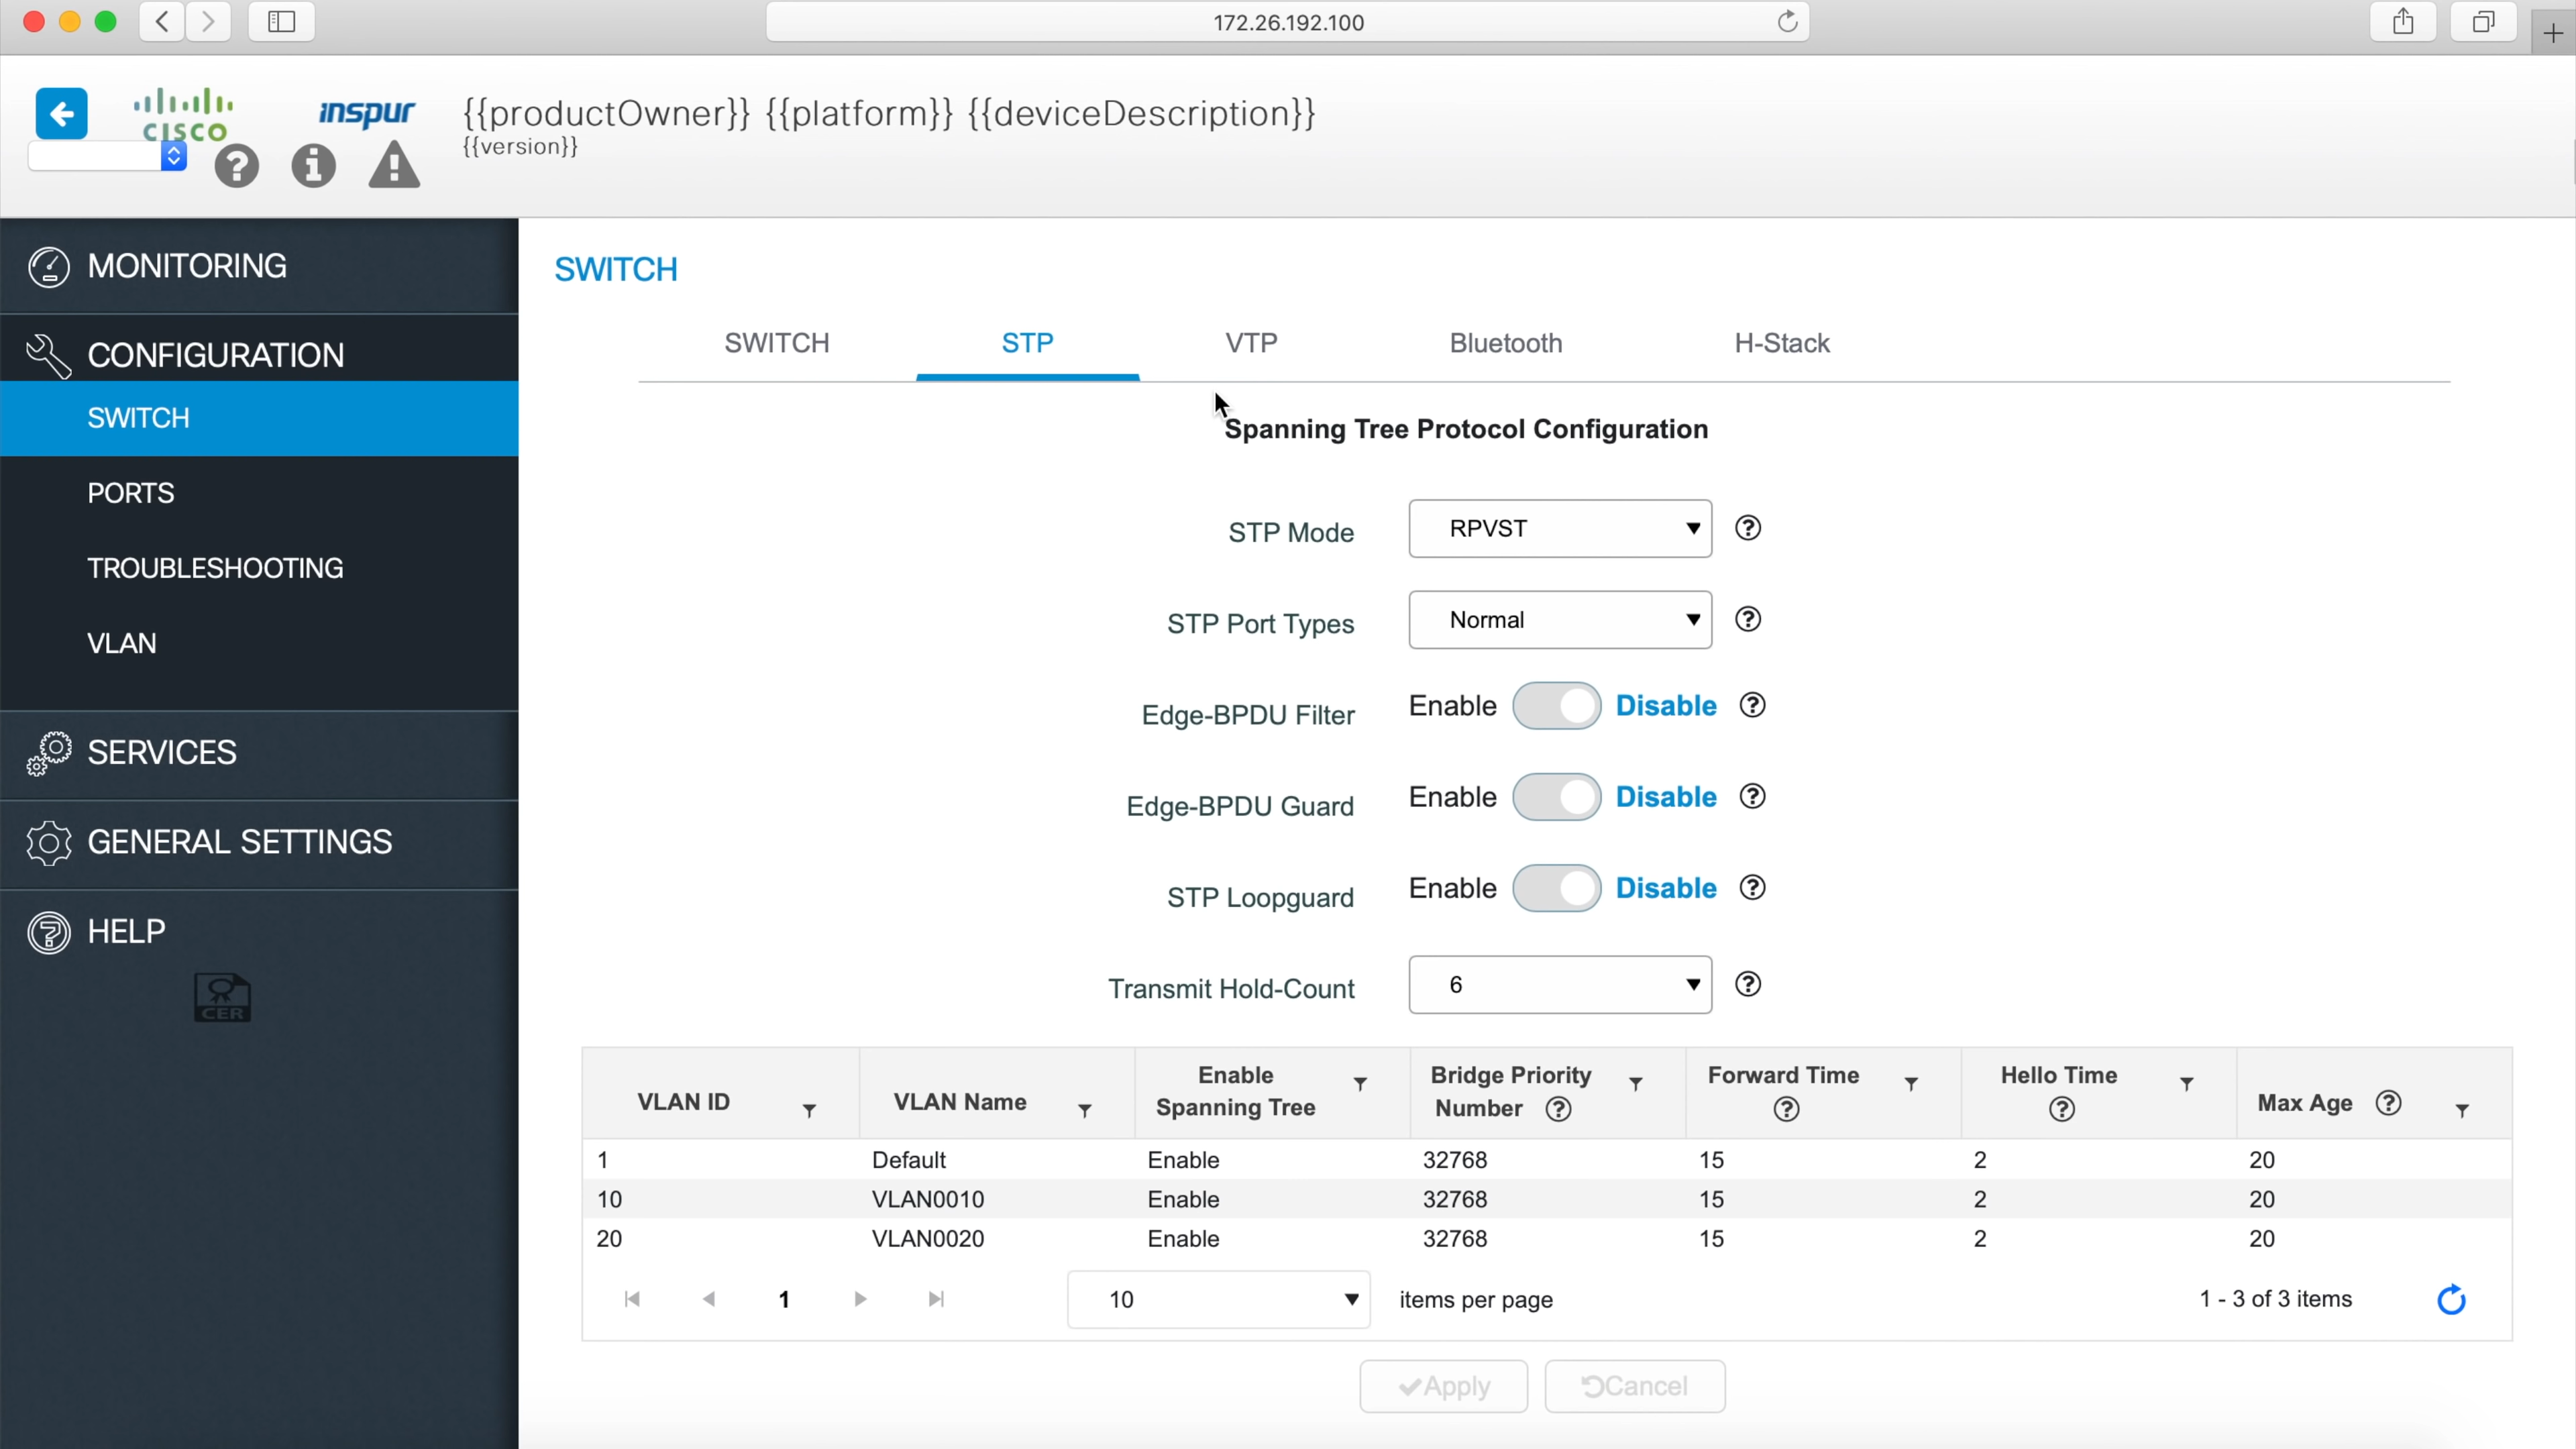 172.26.192.100
CISCO
inspur
{{productOwner}} {{platform}} {{deviceDescription}}
{{version}}
MONITORING
CONFIGURATION
SWITCH
PORTS
TROUBLESHOOTING
VLAN
SERVICES
GENERAL SETTINGS
HELP
CER
SWITCH
SWITCH STP VTP Bluetooth H-Stack
Spanning Tree Protocol Configuration
STP Mode RPVST
STP Port Types Normal
Edge-BPDU Filter Enable Disable
Edge-BPDU Guard Enable Disable
STP Loopguard Enable Disable
Transmit Hold-Count 6
VLAN ID VLAN Name Enable Spanning Tree Bridge Priority Number Forward Time Hello Time Max Age
1 Default Enable 32768 15 2 20
10 VLAN0010 Enable 32768 15 2 20
20 VLAN0020 Enable 32768 15 2 20
1 10 items per page 1 - 3 of 3 items
Apply Cancel